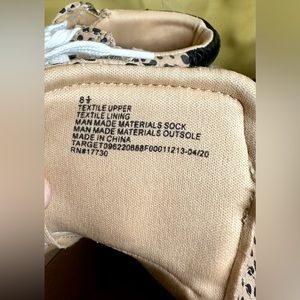 8½
TEXTILE UPPER
TEXTILE LINING
MAN MADE MATERIALS SOCK
MAN MADE MATERIALS OUTSOLE
MADE IN CHINA
TARGET096220888F00011213-04/20
RN#17730